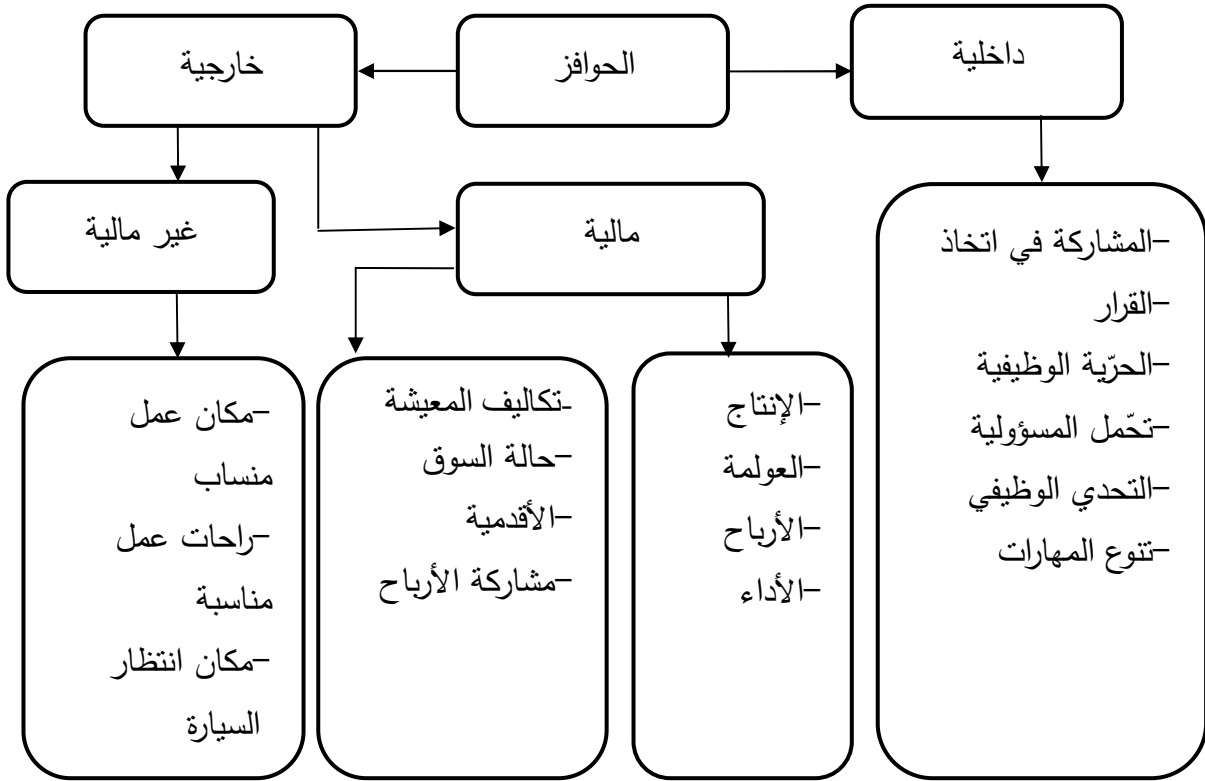 داخلية
الحوافز
خارجية
مالية
غير مالية
–المشاركة في اتخاذ
–القرار
–الحرّية الوظيفية
–تحّمل المسؤولية
–التحدي الوظيفي
–تنوع المهارات
–الإنتاج
–العولمة
–الأرباح
–الأداء
-تكاليف المعيشة
–حالة السوق
–الأقدمية
–مشاركة الأرباح
–مكان عمل
منساب
–راحات عمل
مناسبة
–مكان انتظار
السيارة